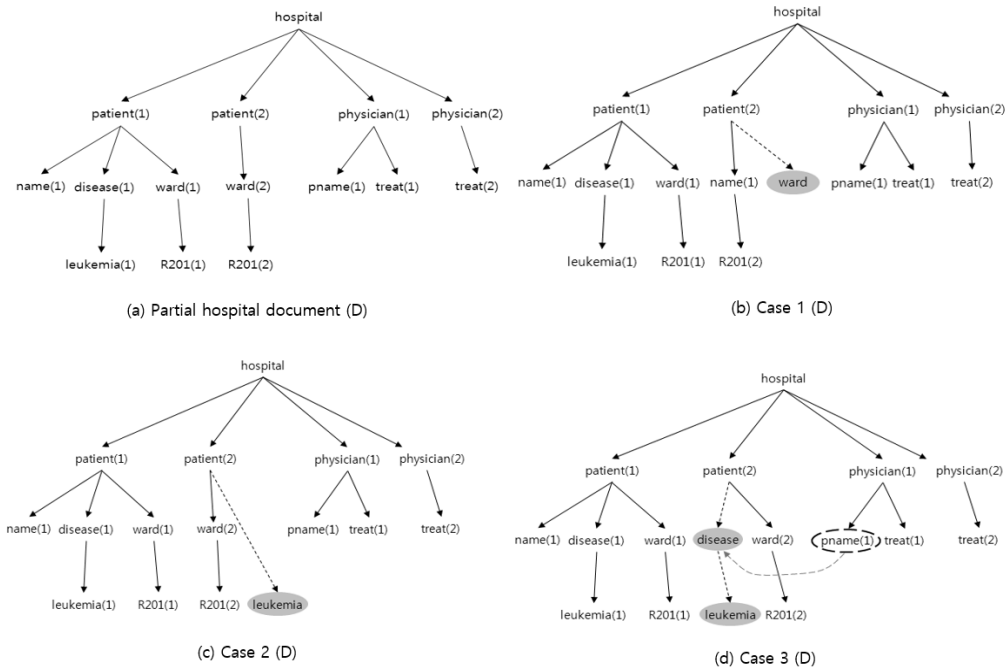 hospital
patient(1) patient(2) physician(1) physician(2)
name(1) disease(1) ward(1) ward(2) pname(1) treat(1) treat(2)
leukemia(1) R201(1) R201(2)
(a) Partial hospital document (D)
hospital
patient(1) patient(2) physician(1) physician(2)
name(1) disease(1) ward(1) name(1) ward pname(1) treat(1) treat(2)
leukemia(1) R201(1) R201(2)
(b) Case 1 (D)
hospital
patient(1) patient(2) physician(1) physician(2)
name(1) disease(1) ward(1) ward(2) pname(1) treat(1) treat(2)
leukemia(1) R201(1) R201(2) leukemia
(c) Case 2 (D)
hospital
patient(1) patient(2) physician(1) physician(2)
name(1) disease(1) ward(1) disease ward(2) pname(1) treat(1) treat(2)
leukemia(1) R201(1) leukemia R201(2)
(d) Case 3 (D)